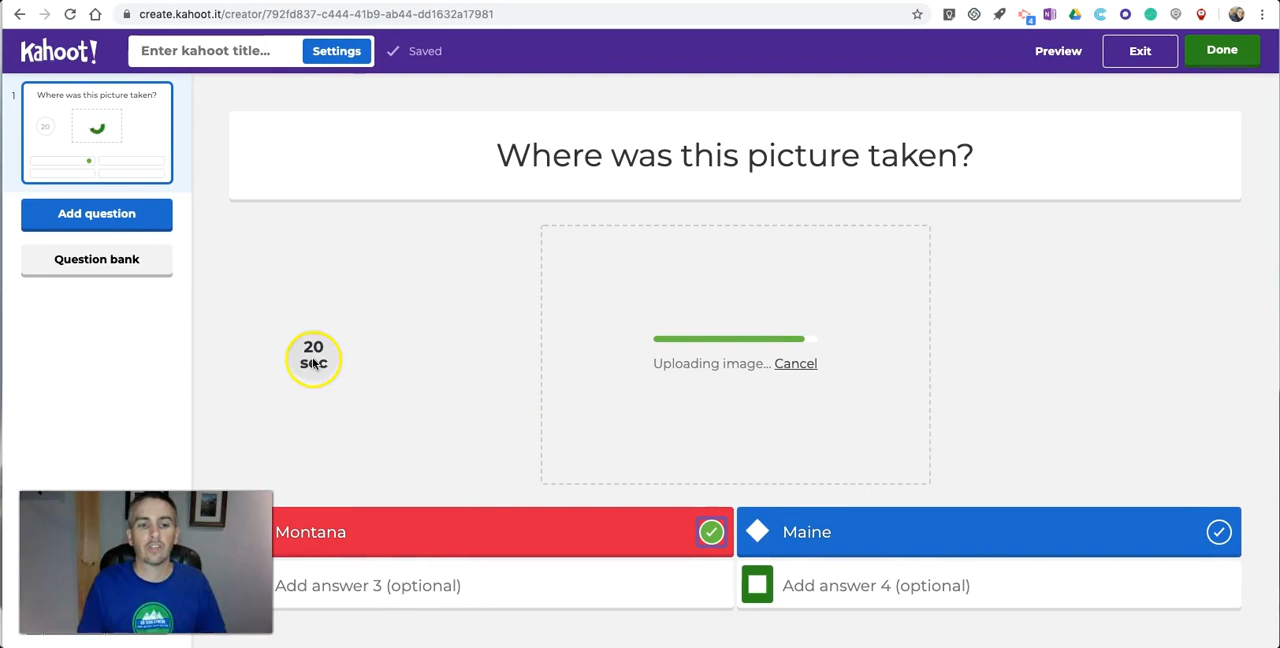 create.kahoot.it/creator/792fd837-c444-41b9-ab44-dd1632a17981
4
Kahoot!
Enter kahoot title...
Settings
Saved
Preview
Exit
Done
1
Where was this picture taken?
20
Add question
Question bank
Where was this picture taken?
20
sec
Uploading image... Cancel
Montana
Maine
Add answer 3 (optional)
Add answer 4 (optional)